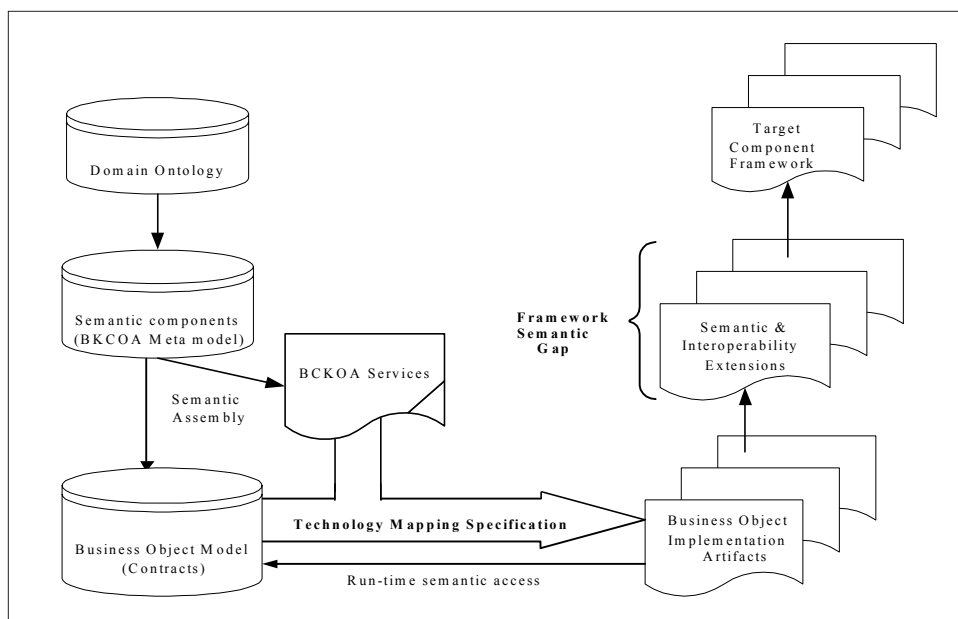 Domain Ontology
Semantic components
(BKCOA Meta model)
BCKOA Services
Semantic
Assembly
Business Object Model
(Contracts)
Technology Mapping Specification
Run-time semantic access
Target
Component
Framework
Framework
Semantic
Gap
Semantic &
Interoperability
Extensions
Business Object
Implementation
Artifacts